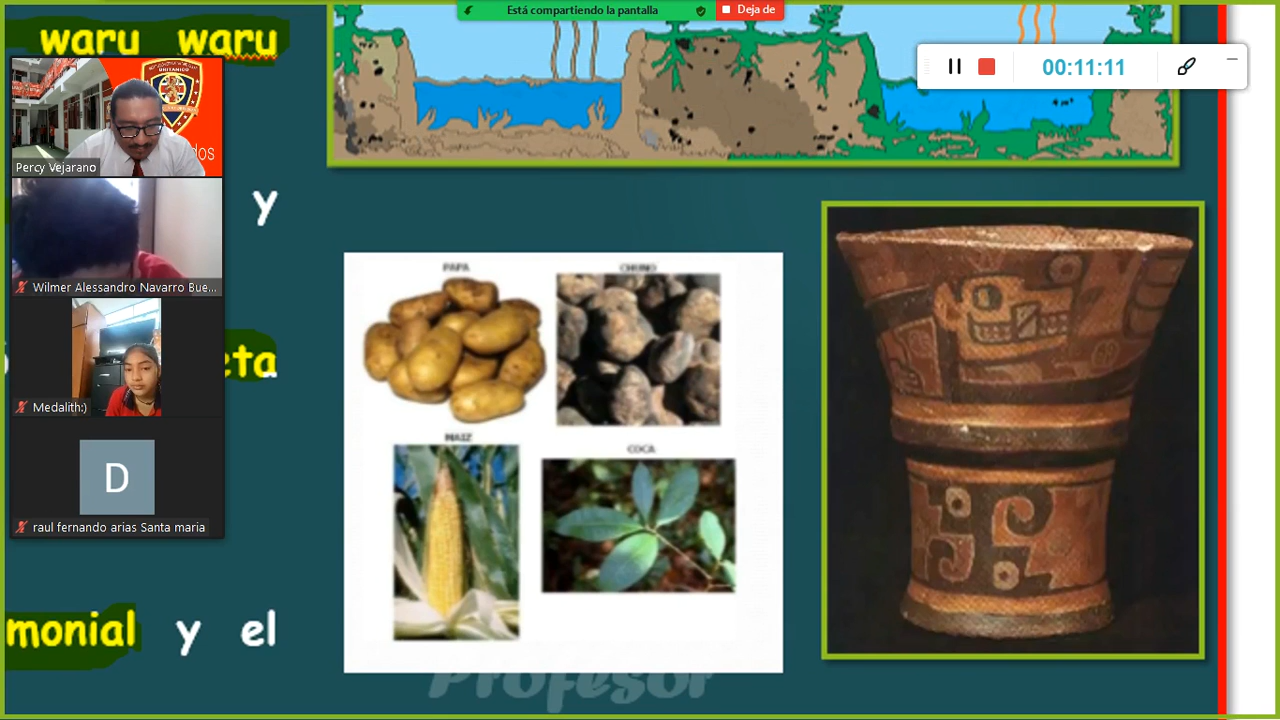 waru waru
Está compartiendo la pantalla
Deja de
00:11:11
Percy Vejarano
dos
y
Wilmer Alessandro Navarro Bue...
eta
Medalith:)
D
raul fernando arias Santa maria
monial y el
PAPA
CHUÑO
MAIZ
COCA
Profesor